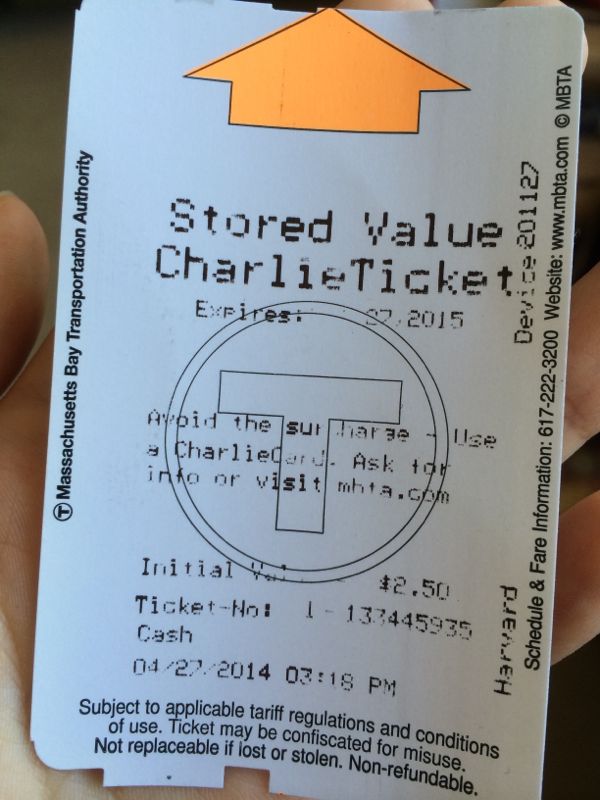 Stored Value
CharlieTicket
Expires: 27, 2015
Avoid the surcharge - Use
a CharlieCard. Ask for
info or visit mbta.com
Initial $2.50
Ticket-No: 1 - 133445935
Cash
04/27/2014 03:18 PM
Subject to applicable tariff regulations and conditions
of use. Ticket may be confiscated for misuse.
Not replaceable if lost or stolen. Non-refundable.
T Massachusetts Bay Transportation Authority
T
Harvard Device:201127
Schedule & Fare Information: 617-222-3200 Website: www.mbta.com © MBTA